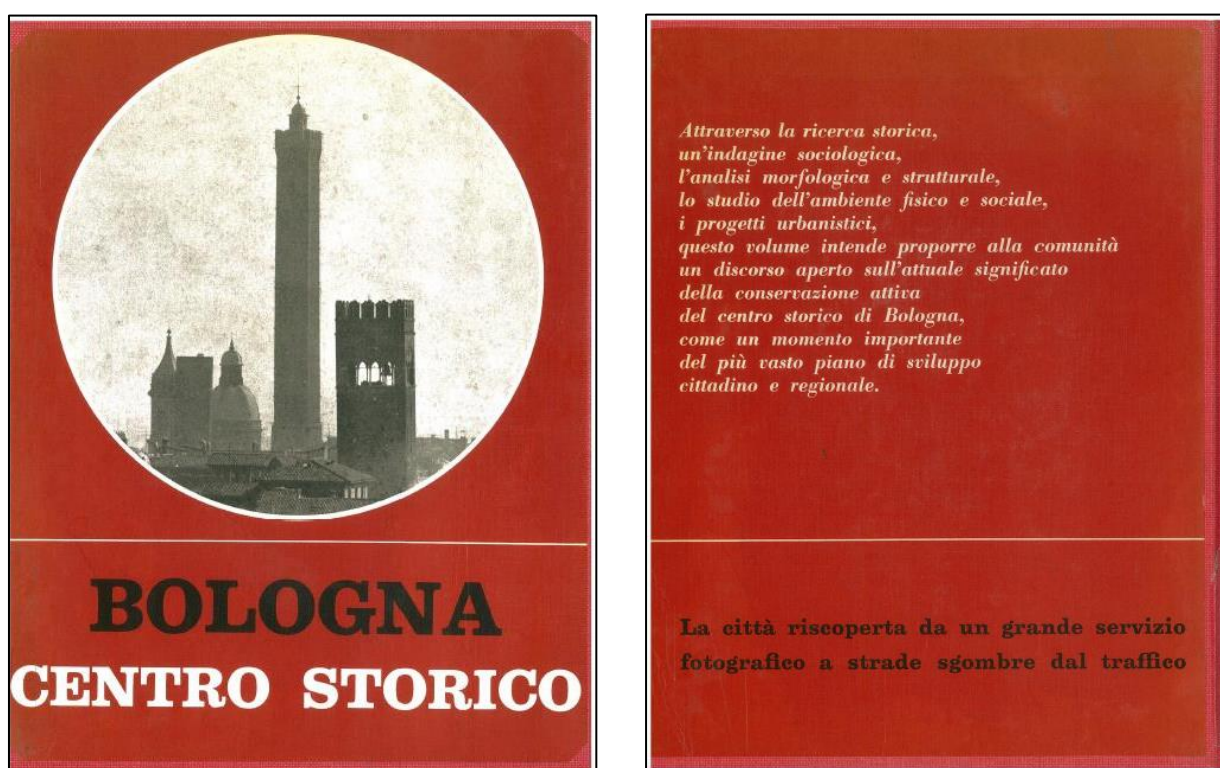 BOLOGNA
CENTRO STORICO
Attraverso la ricerca storica,
un'indagine sociologica,
l'analisi morfologica e strutturale,
lo studio dell'ambiente fisico e sociale,
i progetti urbanistici,
questo volume intende proporre alla comunità
un discorso aperto sull'attuale significato
della conservazione attiva
del centro storico di Bologna,
come un momento importante
del più vasto piano di sviluppo
cittadino e regionale.
La città riscoperta da un grande servizio
fotografico a strade sgombre dal traffico